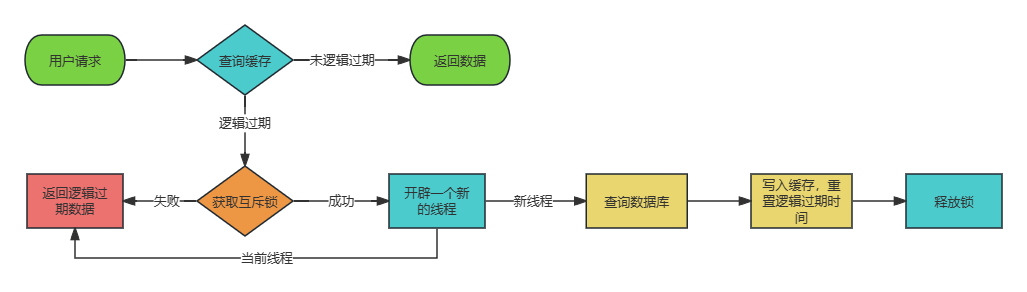 用户请求
查询缓存
未逻辑过期
返回数据
逻辑过期
返回逻辑过
期数据
失败
获取互斥锁
成功
开辟一个新
的线程
新线程
查询数据库
写入缓存，重
置逻辑过期时
间
释放锁
当前线程